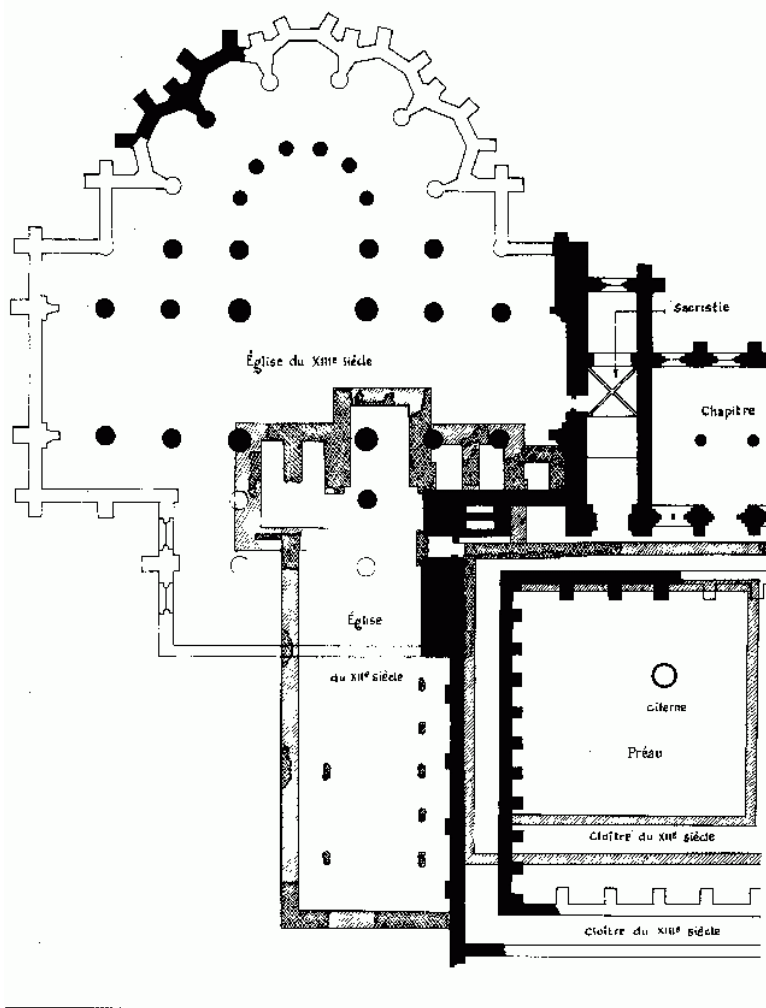 Sacristie
Église du XIIIᵉ siècle
Chapitre
Église
du XIIᵉ siècle
citerne
Préau
Cloître du XIIᵉ siècle
Cloître du XIIIᵉ siècle